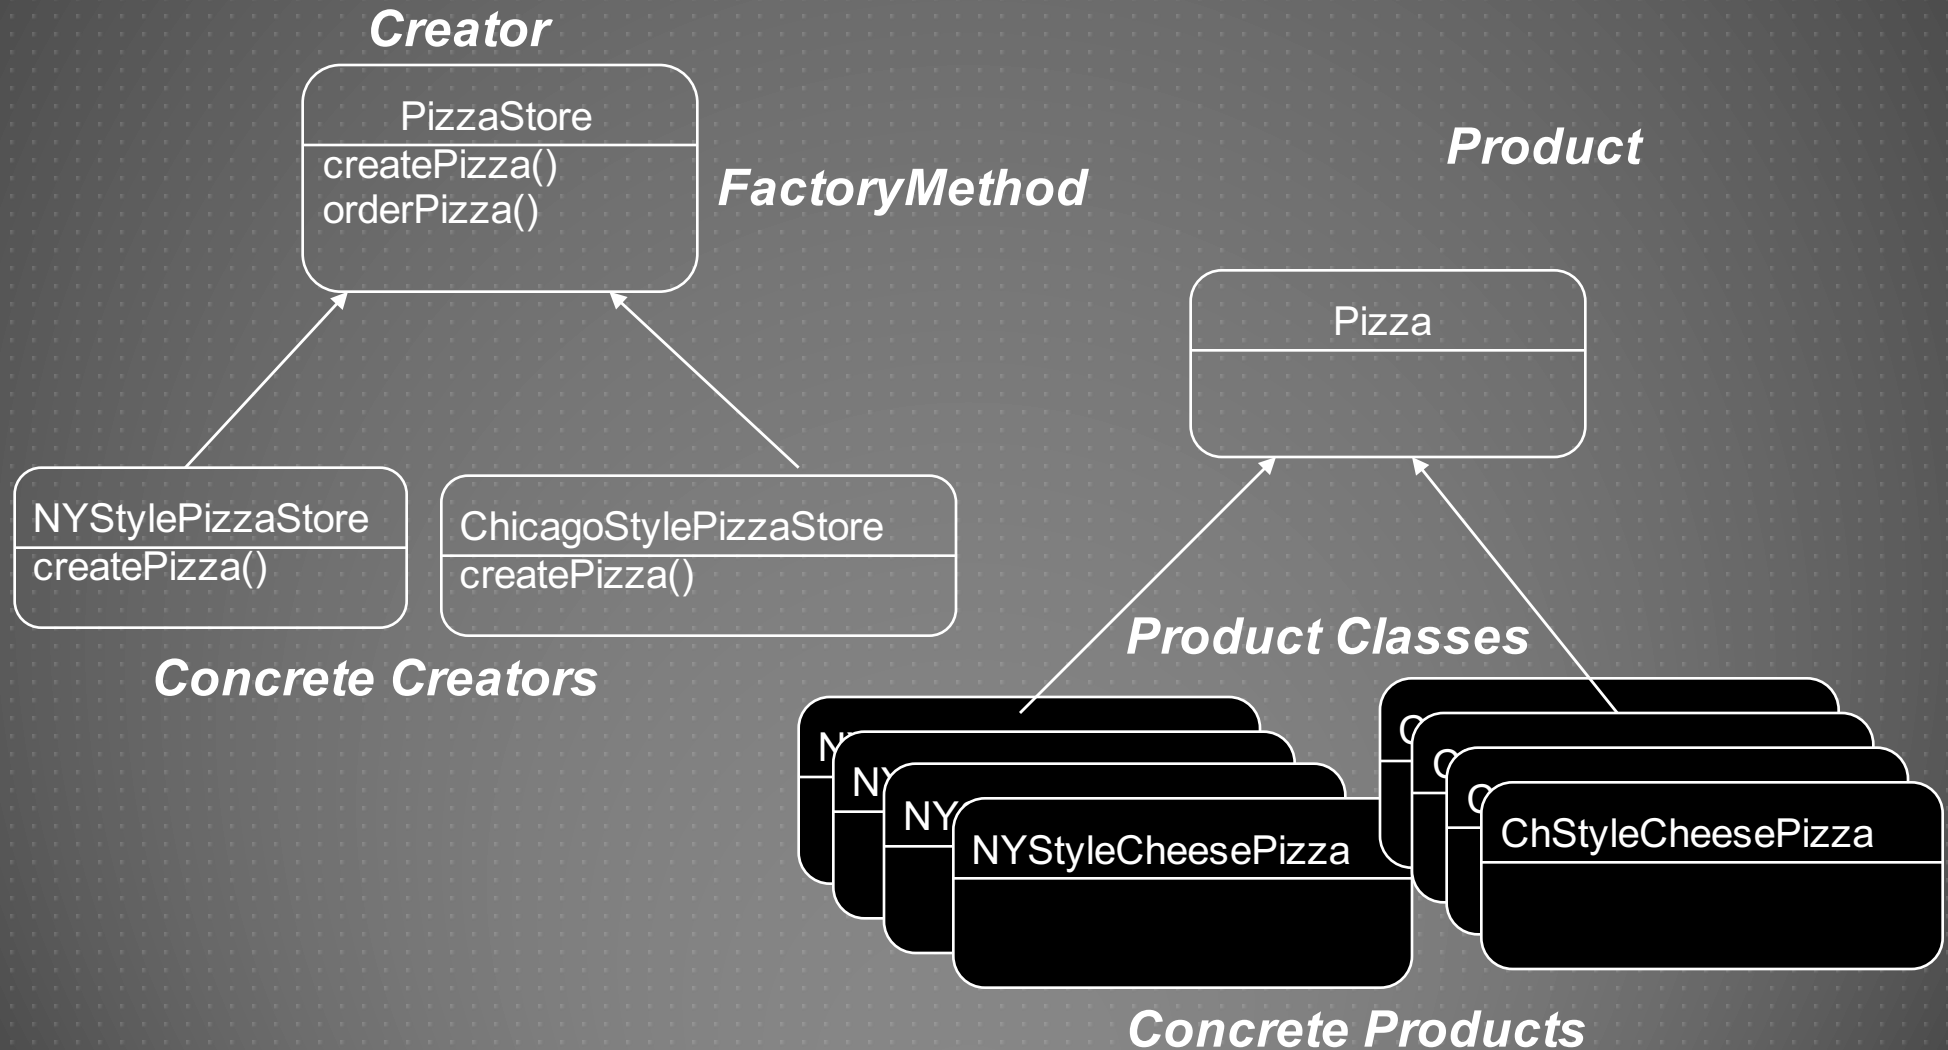 Creator
PizzaStore
createPizza()
orderPizza()
FactoryMethod
Product
Pizza
NYStylePizzaStore
createPizza()
ChicagoStylePizzaStore
createPizza()
Concrete Creators
Product Classes
NY
NYStyleCheesePizza
ChStyleCheesePizza
Concrete Products